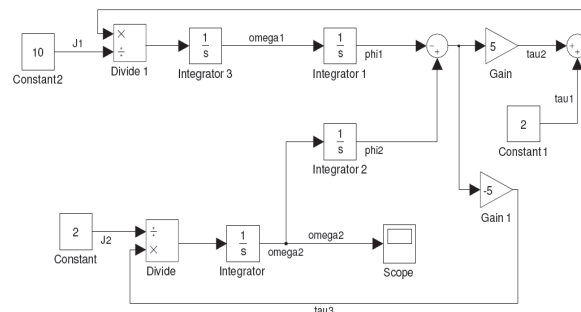 ×
÷
10
J1
Constant2
Divide 1
1
s
Integrator 3
omega1
1
s
Integrator 1
phi1
−
+
5
Gain
tau2
+
+
tau1
2
Constant 1
1
s
Integrator 2
phi2
-5
Gain 1
2
J2
Constant
÷
×
Divide
1
s
Integrator
omega2
omega2
Scope
tau3